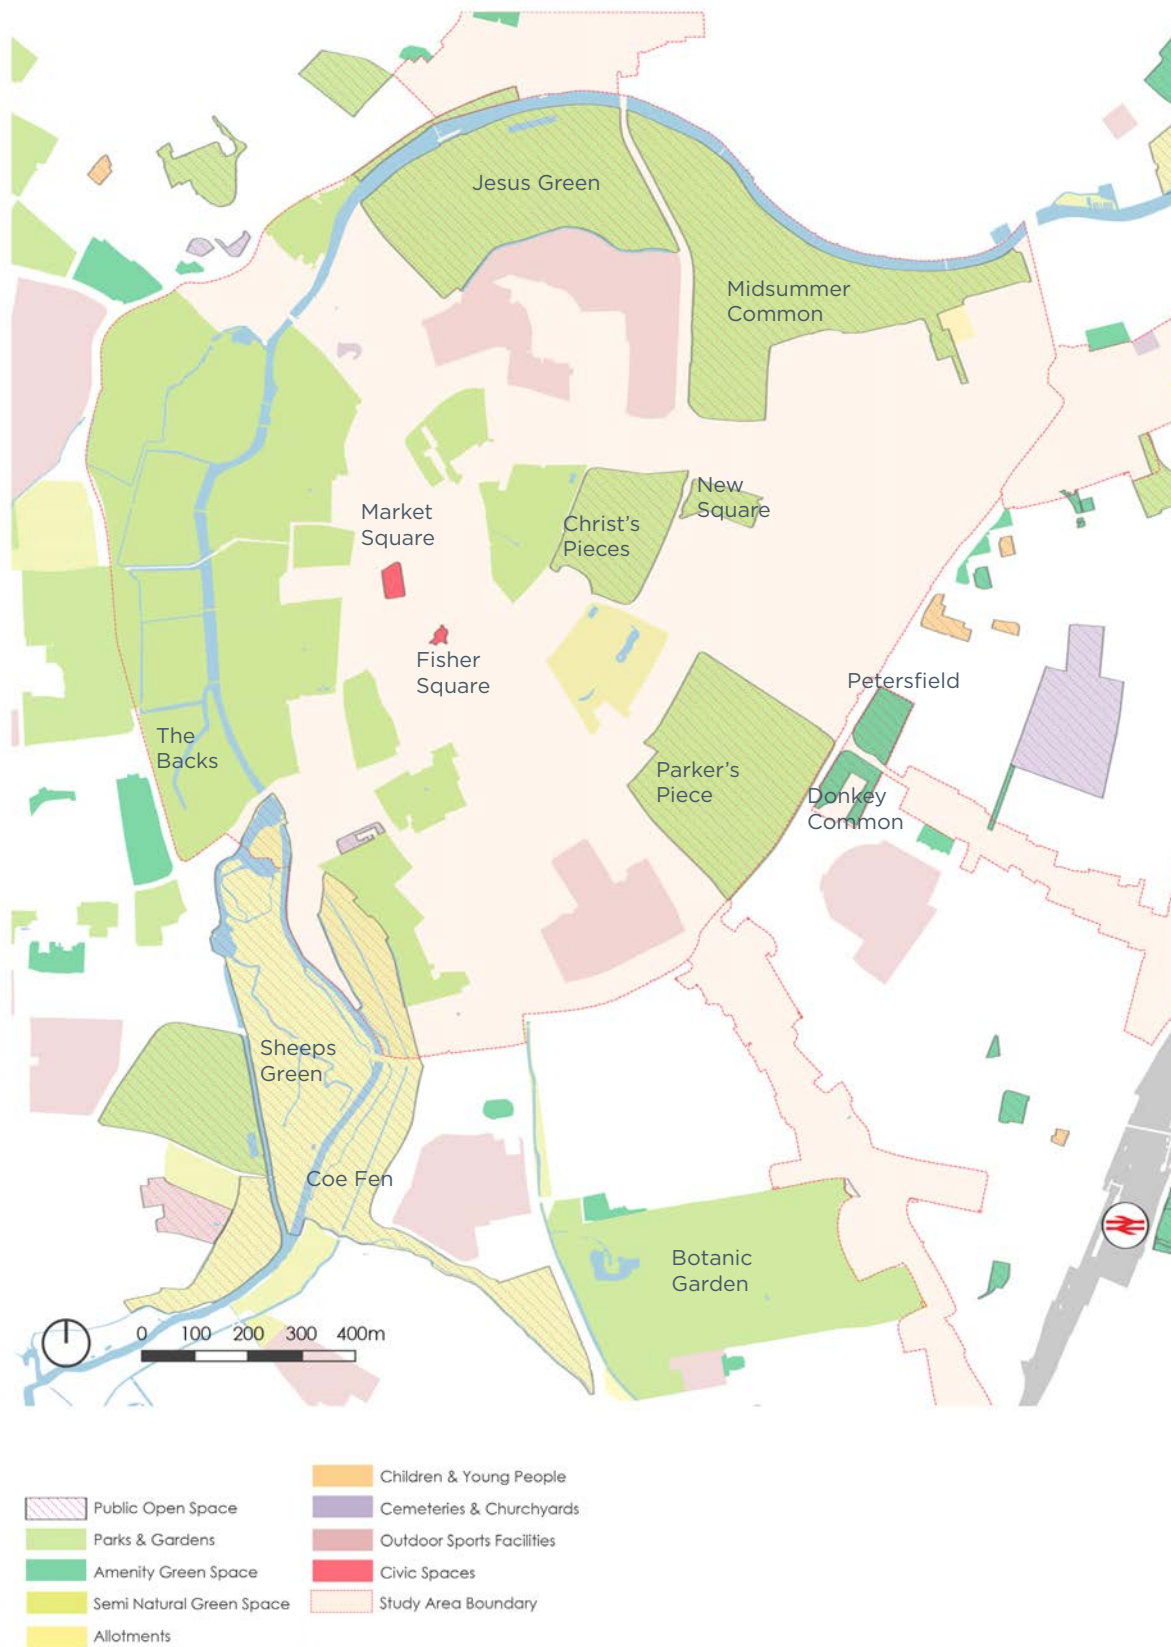 Jesus Green
Midsummer
Common
New
Square
Market
Square
Christ's
Pieces
Fisher
Square
Petersfield
The
Backs
Parker's
Piece
Donkey
Common
Sheeps
Green
Coe Fen
Botanic
Garden
0 100 200 300 400m
Public Open Space
Parks & Gardens
Amenity Green Space
Semi Natural Green Space
Allotments
Children & Young People
Cemeteries & Churchyards
Outdoor Sports Facilities
Civic Spaces
Study Area Boundary